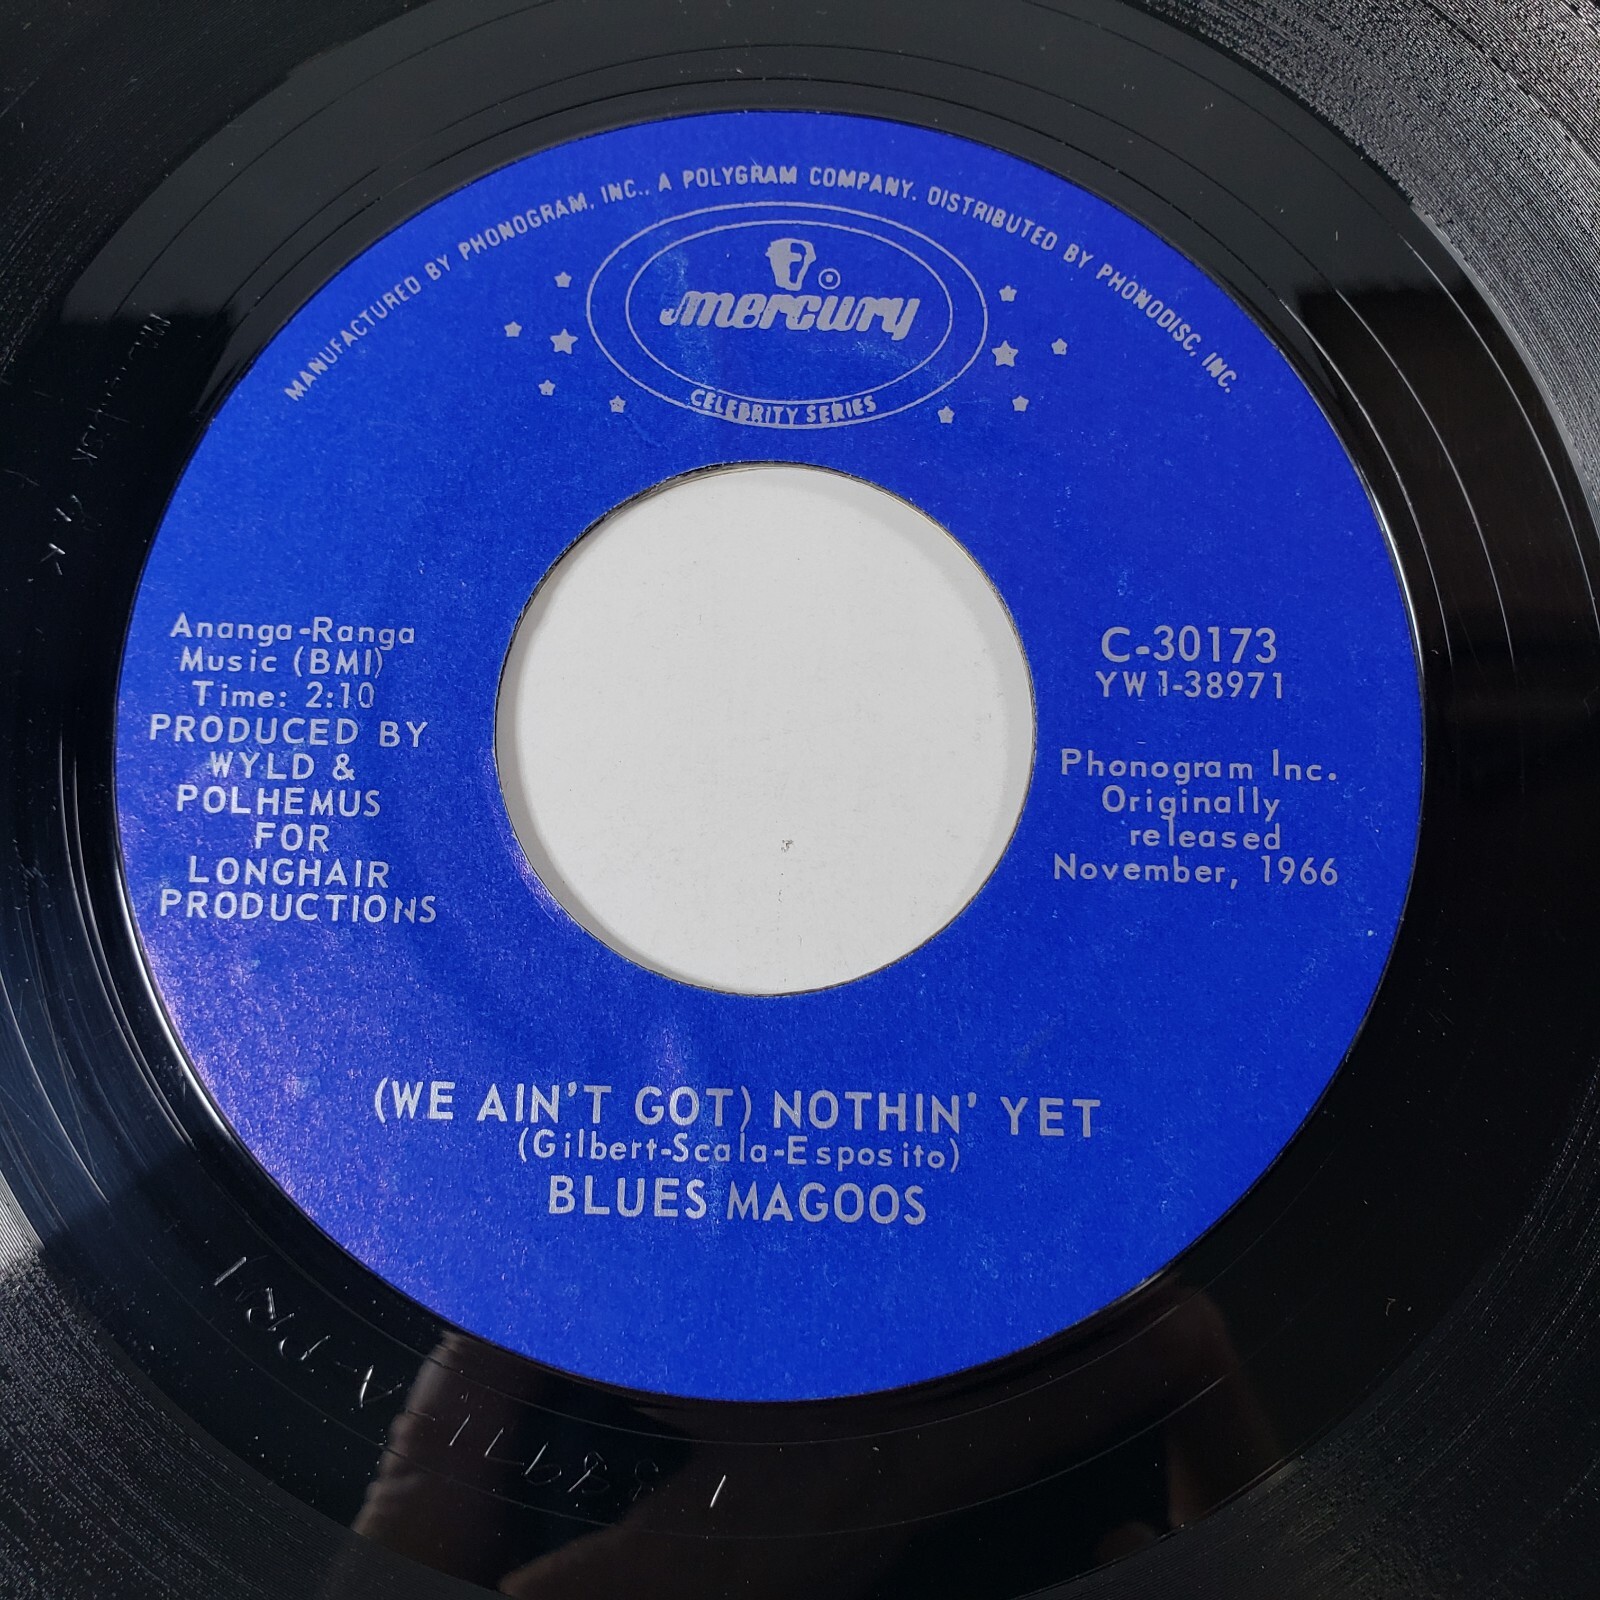 MANUFACTURED BY PHONOGRAM, INC., A POLYGRAM COMPANY. DISTRIBUTED BY PHONODISC, INC.
mercury ®
CELEBRITY SERIES
Ananga-Ranga
Music (BMI)
Time: 2:10
PRODUCED BY
WYLD &
POLHEMUS
FOR
LONGHAIR
PRODUCTIONS
C-30173
YW1-38971
Phonogram Inc.
Originally
released
November, 1966
(WE AIN'T GOT) NOTHIN' YET
(Gilbert-Scala-Esposito)
BLUES MAGOOS